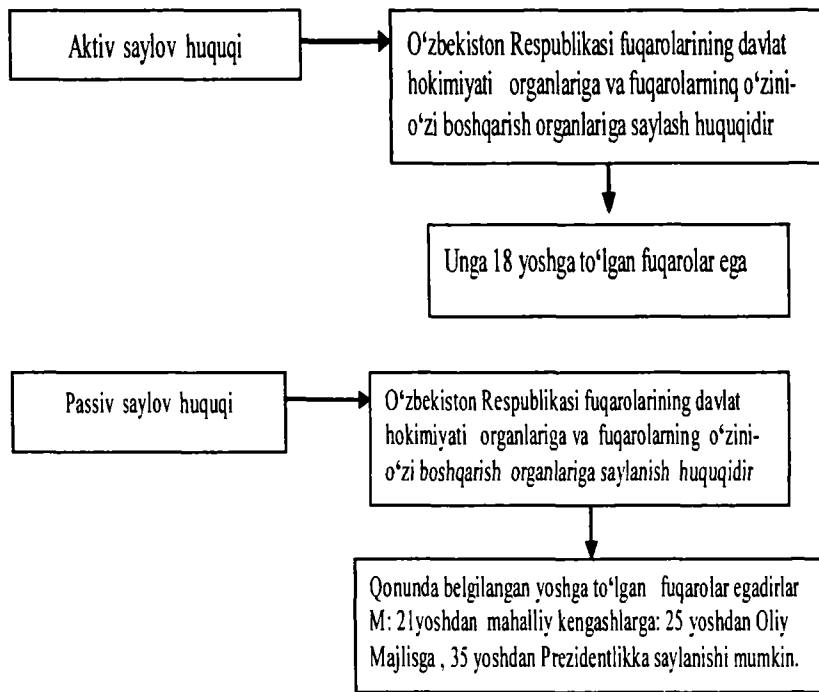 Aktiv saylov huquqi
O‘zbekiston Respublikasi fuqarolarining davlat
hokimiyati organlariga va fuqarolarninq o‘zini-
o‘zi boshqarish organlariga saylash huquqidir
Unga 18 yoshga to‘lgan fuqarolar ega
Passiv saylov huquqi
O‘zbekiston Respublikasi fuqarolarining davlat
hokimiyati organlariga va fuqarolarning o‘zini-
o‘zi boshqarish organlariga saylanish huquqidir
Qonunda belgilangan yoshga to‘lgan fuqarolar egadirlar
M: 21yoshdan mahalliy kengashlarga: 25 yoshdan Oliy
Majlisga , 35 yoshdan Prezidentlikka saylanishi mumkin.